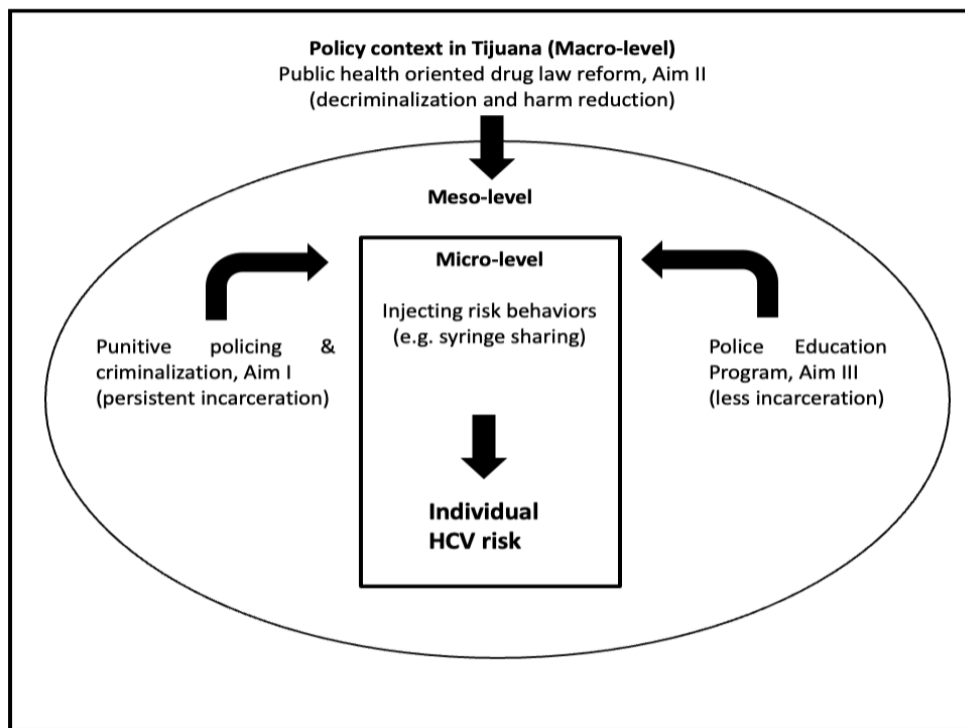 Policy context in Tijuana (Macro-level)
Public health oriented drug law reform, Aim II
(decriminalization and harm reduction)
Meso-level
Micro-level
Injecting risk behaviors
(e.g. syringe sharing)
Punitive policing &
criminalization, Aim I
(persistent incarceration)
Police Education
Program, Aim III
(less incarceration)
Individual
HCV risk